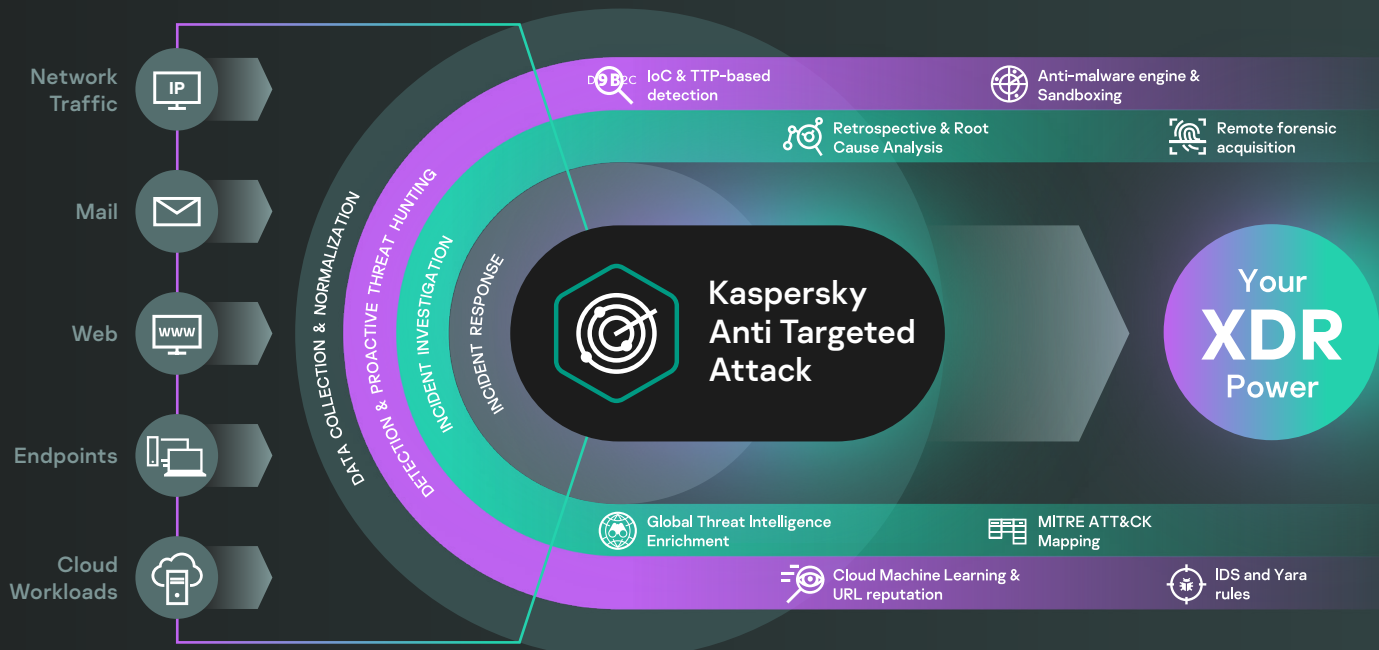 Network
Traffic
IP
Mail
Web
WWW
Endpoints
Cloud
Workloads
DATA COLLECTION & NORMALIZATION
DETECTION & PROACTIVE THREAT HUNTING
INCIDENT INVESTIGATION
INCIDENT RESPONSE
D9B2C
IoC & TTP-based
detection
Anti-malware engine &
Sandboxing
Retrospective & Root
Cause Analysis
Remote forensic
acquisition
Kaspersky
Anti Targeted
Attack
Your
XDR
Power
Global Threat Intelligence
Enrichment
MITRE ATT&CK
Mapping
Cloud Machine Learning &
URL reputation
IDS and Yara
rules